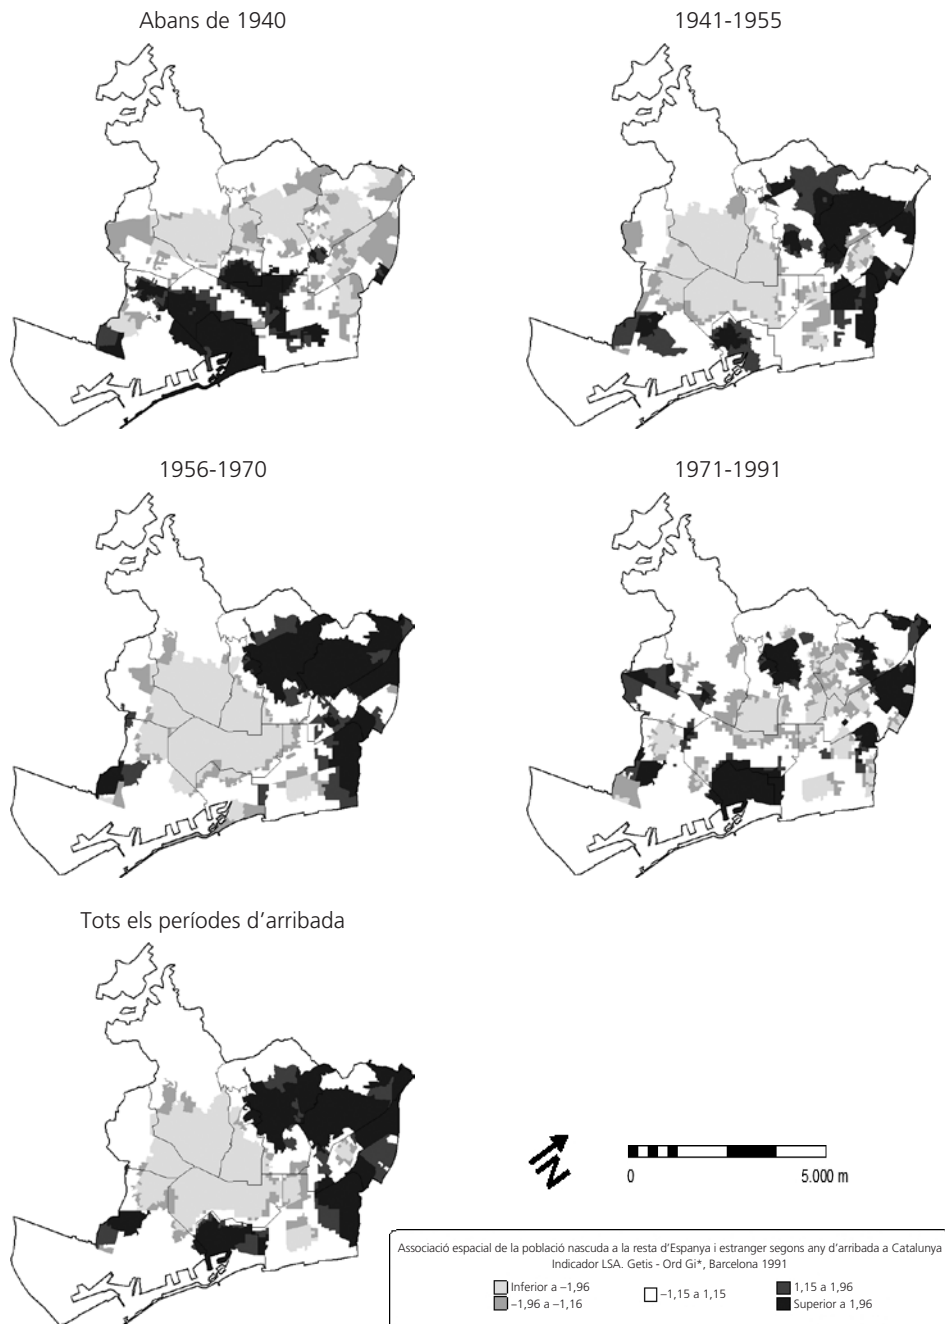 Abans de 1940
1941-1955
1956-1970
1971-1991
Tots els períodes d'arribada
N
0 5.000 m
Associació espacial de la població nascuda a la resta d'Espanya i estranger segons any d'arribada a Catalunya
Indicador LSA. Getis - Ord Gi*, Barcelona 1991
Inferior a –1,96
–1,96 a –1,16
–1,15 a 1,15
1,15 a 1,96
Superior a 1,96